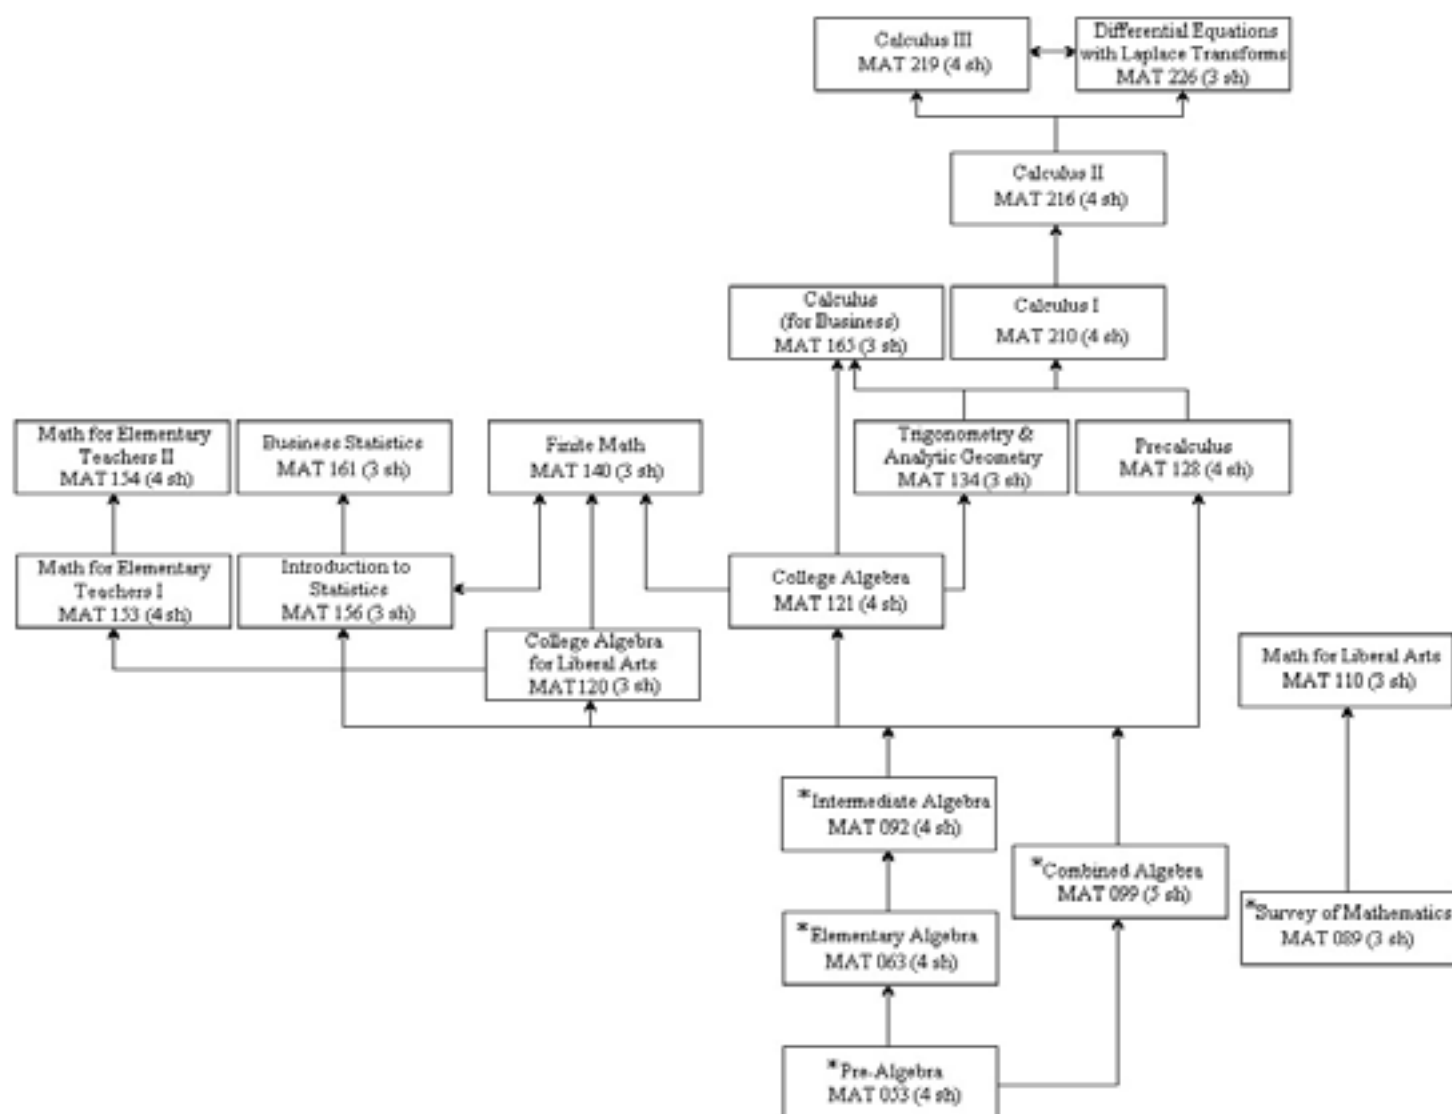 Calculus III
MAT 219 (4 sh)
Differential Equations
with Laplace Transforms
MAT 226 (3 sh)
Calculus II
MAT 216 (4 sh)
Calculus
(for Business)
MAT 165 (3 sh)
Calculus I
MAT 210 (4 sh)
Math for Elementary
Teachers II
MAT 154 (4 sh)
Business Statistics
MAT 161 (3 sh)
Finite Math
MAT 140 (3 sh)
Trigonometry &
Analytic Geometry
MAT 134 (3 sh)
Precalculus
MAT 128 (4 sh)
Math for Elementary
Teachers I
MAT 153 (4 sh)
Introduction to
Statistics
MAT 156 (3 sh)
College Algebra
MAT 121 (4 sh)
College Algebra
for Liberal Arts
MAT 120 (3 sh)
Math for Liberal Arts
MAT 110 (3 sh)
*Intermediate Algebra
MAT 092 (4 sh)
*Combined Algebra
MAT 099 (5 sh)
*Survey of Mathematics
MAT 089 (3 sh)
*Elementary Algebra
MAT 063 (4 sh)
*Pre-Algebra
MAT 053 (4 sh)